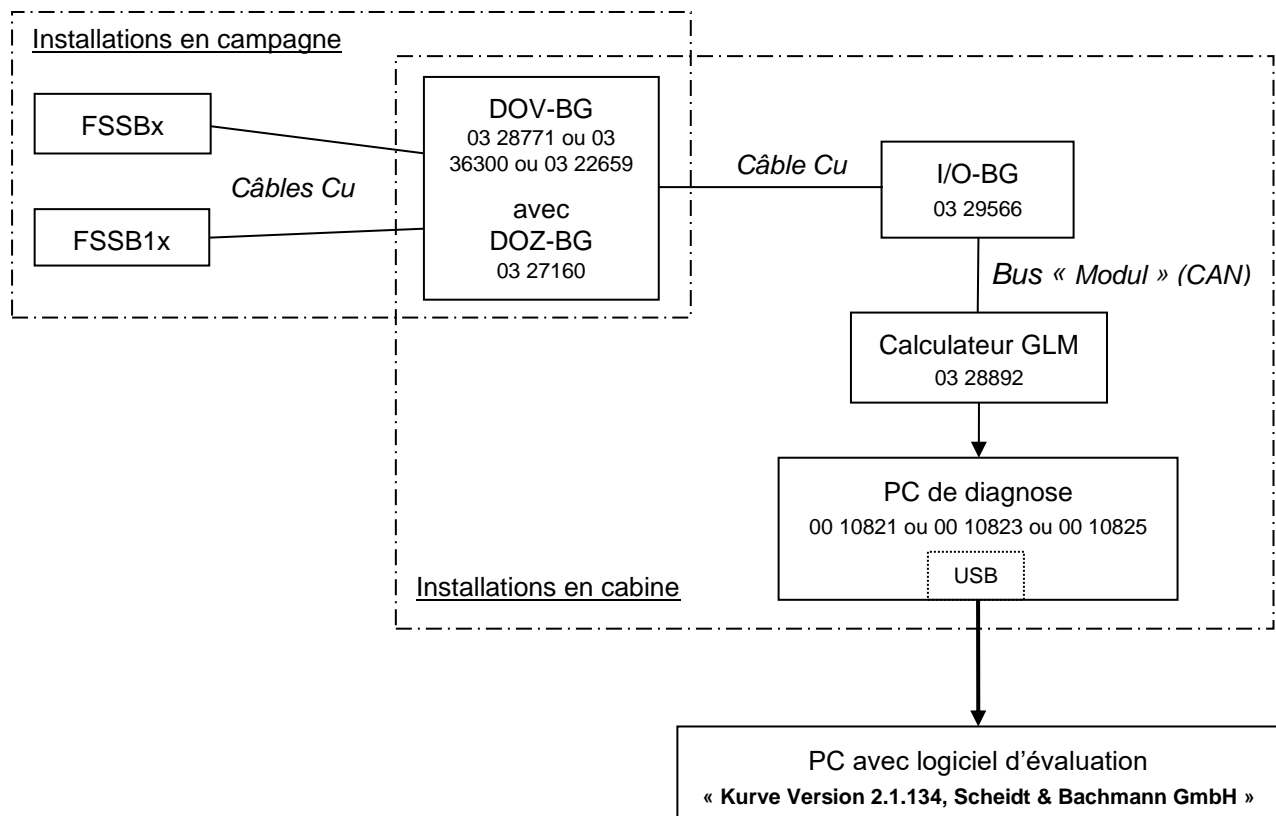 Installations en campagne
FSSBx
Câbles Cu
FSSB1x
DOV-BG
03 28771 ou 03
36300 ou 03 22659
avec
DOZ-BG
03 27160
Câble Cu
I/O-BG
03 29566
Bus « Modul » (CAN)
Calculateur GLM
03 28892
PC de diagnose
00 10821 ou 00 10823 ou 00 10825
USB
Installations en cabine
PC avec logiciel d’évaluation
« Kurve Version 2.1.134, Scheidt & Bachmann GmbH »